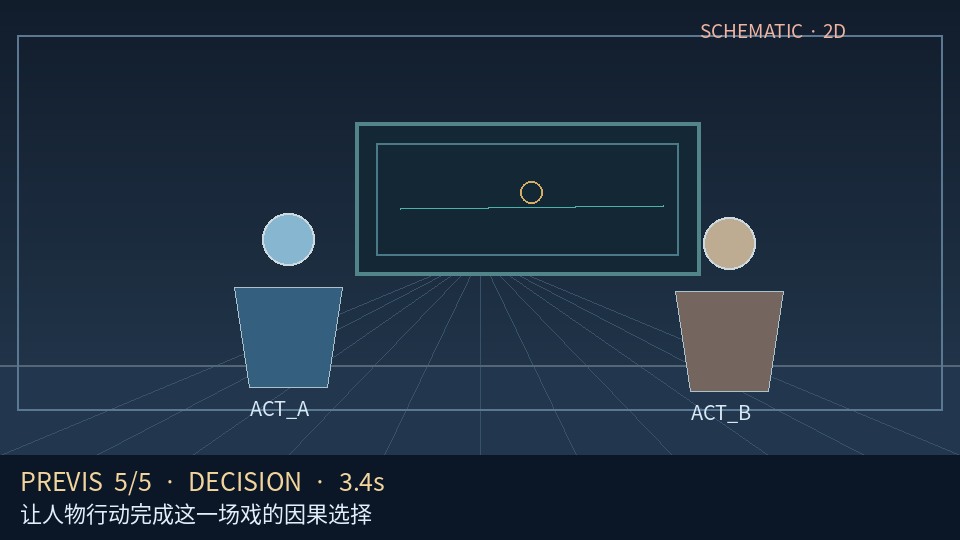 SCHEMATIC · 2D
ACT_A
ACT_B
PREVIS 5/5 · DECISION · 3.4s
让人物行动完成这一场戏的因果选择